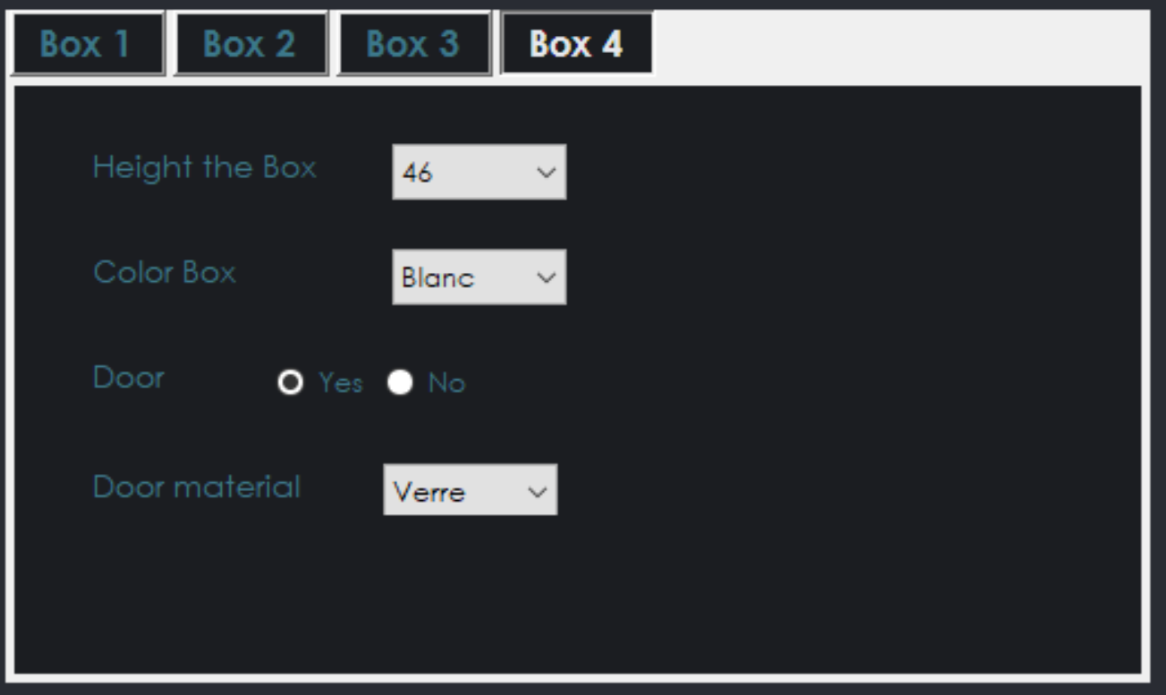 Box 1 Box 2 Box 3 Box 4
Height the Box 46
Color Box Blanc
Door Yes No
Door material Verre